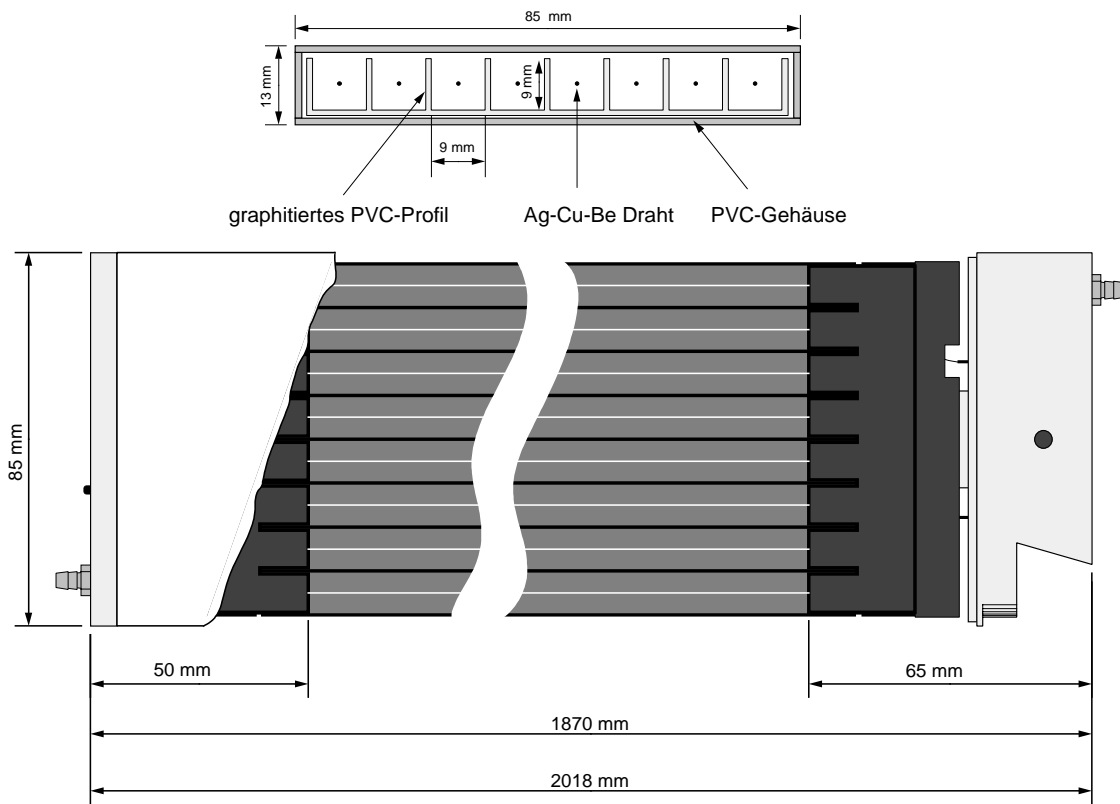 85 mm
13 mm
9 mm
9 mm
graphitiertes PVC-Profil
Ag-Cu-Be Draht
PVC-Gehäuse
85 mm
50 mm
65 mm
1870 mm
2018 mm